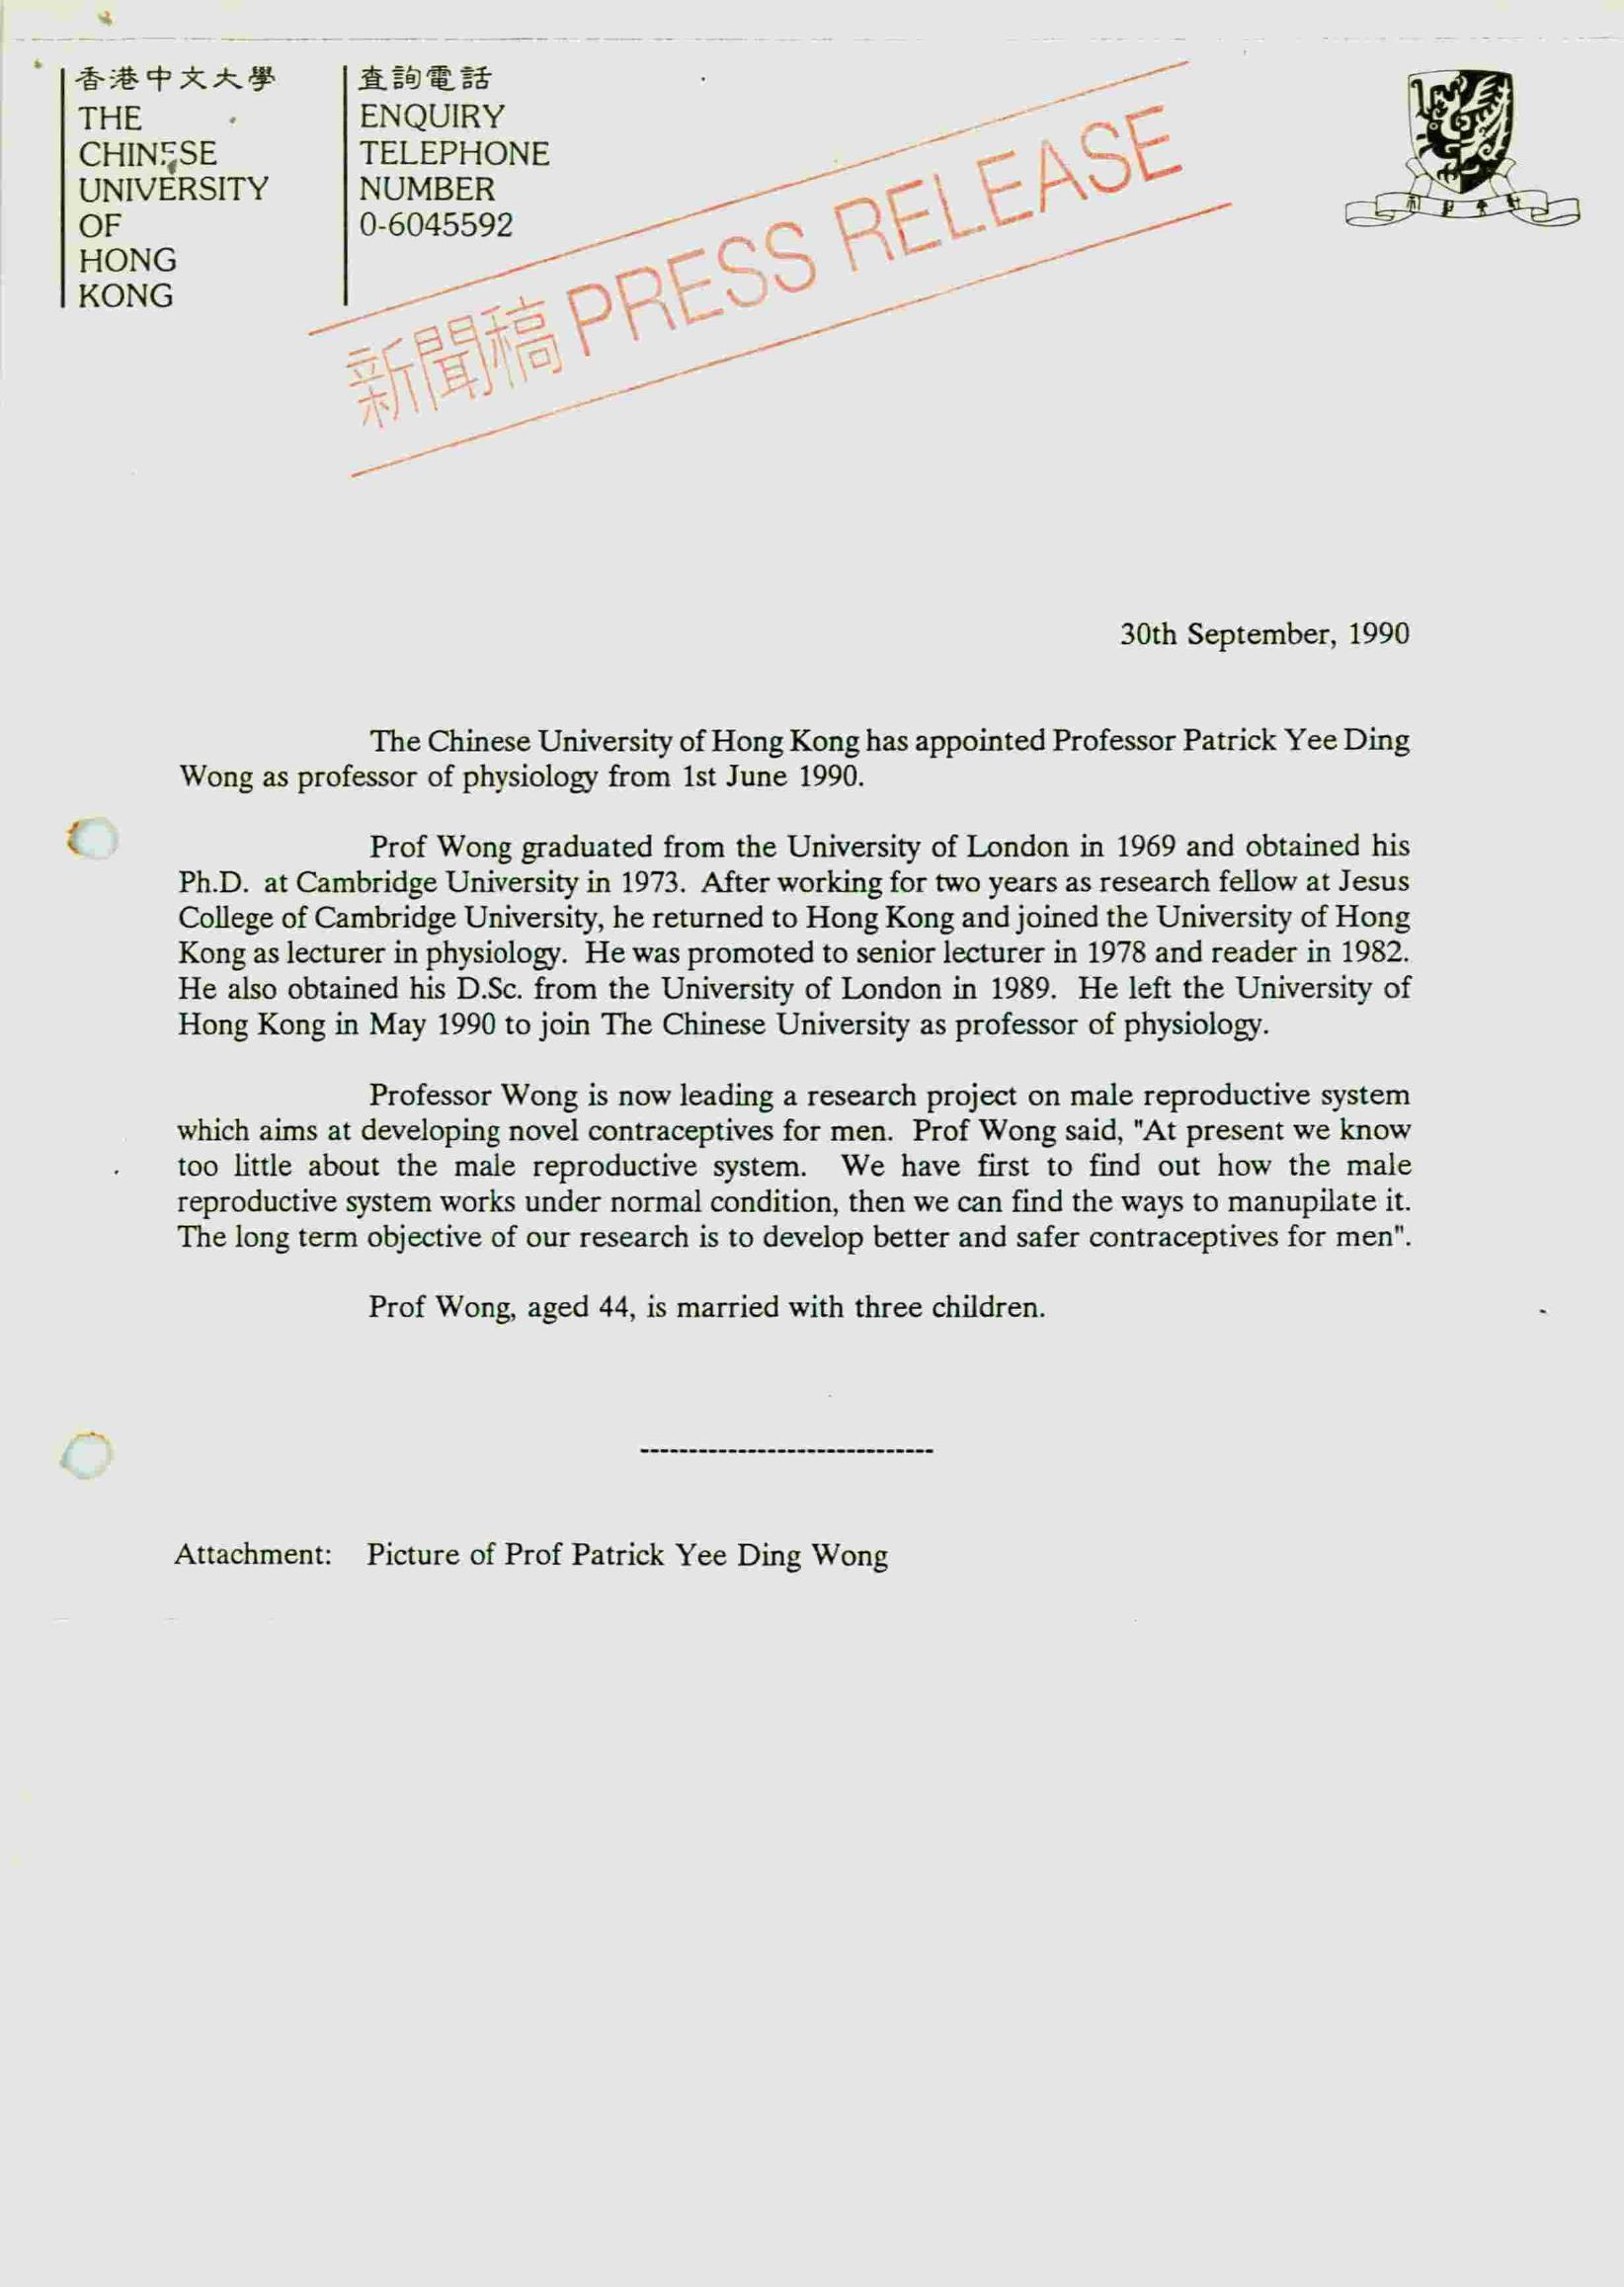 香港中文大學
THE
CHINESE
UNIVERSITY
OF
HONG
KONG
查詢電話
ENQUIRY
TELEPHONE
NUMBER
0-6045592
新聞稿 PRESS RELEASE
30th September, 1990
The Chinese University of Hong Kong has appointed Professor Patrick Yee Ding
Wong as professor of physiology from 1st June 1990.
Prof Wong graduated from the University of London in 1969 and obtained his
Ph.D. at Cambridge University in 1973. After working for two years as research fellow at Jesus
College of Cambridge University, he returned to Hong Kong and joined the University of Hong
Kong as lecturer in physiology. He was promoted to senior lecturer in 1978 and reader in 1982.
He also obtained his D.Sc. from the University of London in 1989. He left the University of
Hong Kong in May 1990 to join The Chinese University as professor of physiology.
Professor Wong is now leading a research project on male reproductive system
which aims at developing novel contraceptives for men. Prof Wong said, "At present we know
too little about the male reproductive system. We have first to find out how the male
reproductive system works under normal condition, then we can find the ways to manupilate it.
The long term objective of our research is to develop better and safer contraceptives for men".
Prof Wong, aged 44, is married with three children.
------------------------------
Attachment: Picture of Prof Patrick Yee Ding Wong